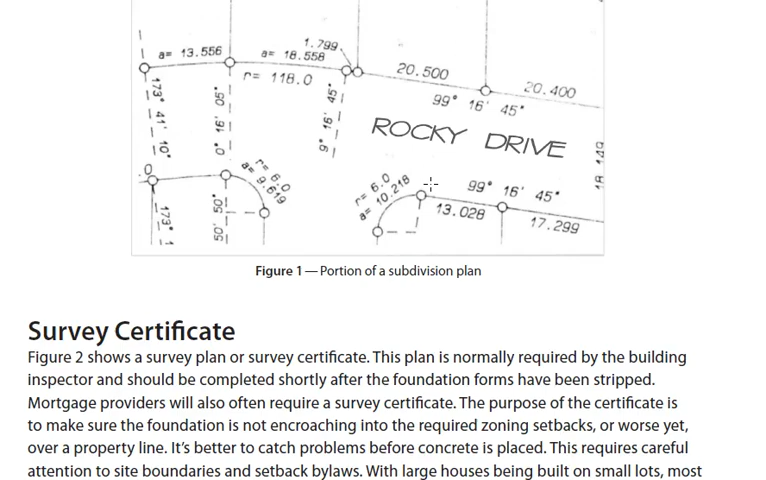 1.799
a= 13.556
a= 18.558
r= 118.0
20.500
20.400
99° 16' 45"
173° 41' 10"
0° 16' 05"
9° 16' 45"
ROCKY DRIVE
18.149
0
r= 6.0
a= 9.619
r= 6.0
a= 10.218
99° 16' 45"
13.028
17.299
173° 1
50' 50"
Figure 1 — Portion of a subdivision plan
Survey Certificate
Figure 2 shows a survey plan or survey certificate. This plan is normally required by the building
inspector and should be completed shortly after the foundation forms have been stripped.
Mortgage providers will also often require a survey certificate. The purpose of the certificate is
to make sure the foundation is not encroaching into the required zoning setbacks, or worse yet,
over a property line. It's better to catch problems before concrete is placed. This requires careful
attention to site boundaries and setback bylaws. With large houses being built on small lots, most